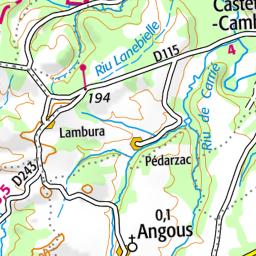 Castet
-Camb
Riu Lanebielle
D115
4
194
Riu de Carrié
Lambura
Pédarzac
D243
0,1
Angous